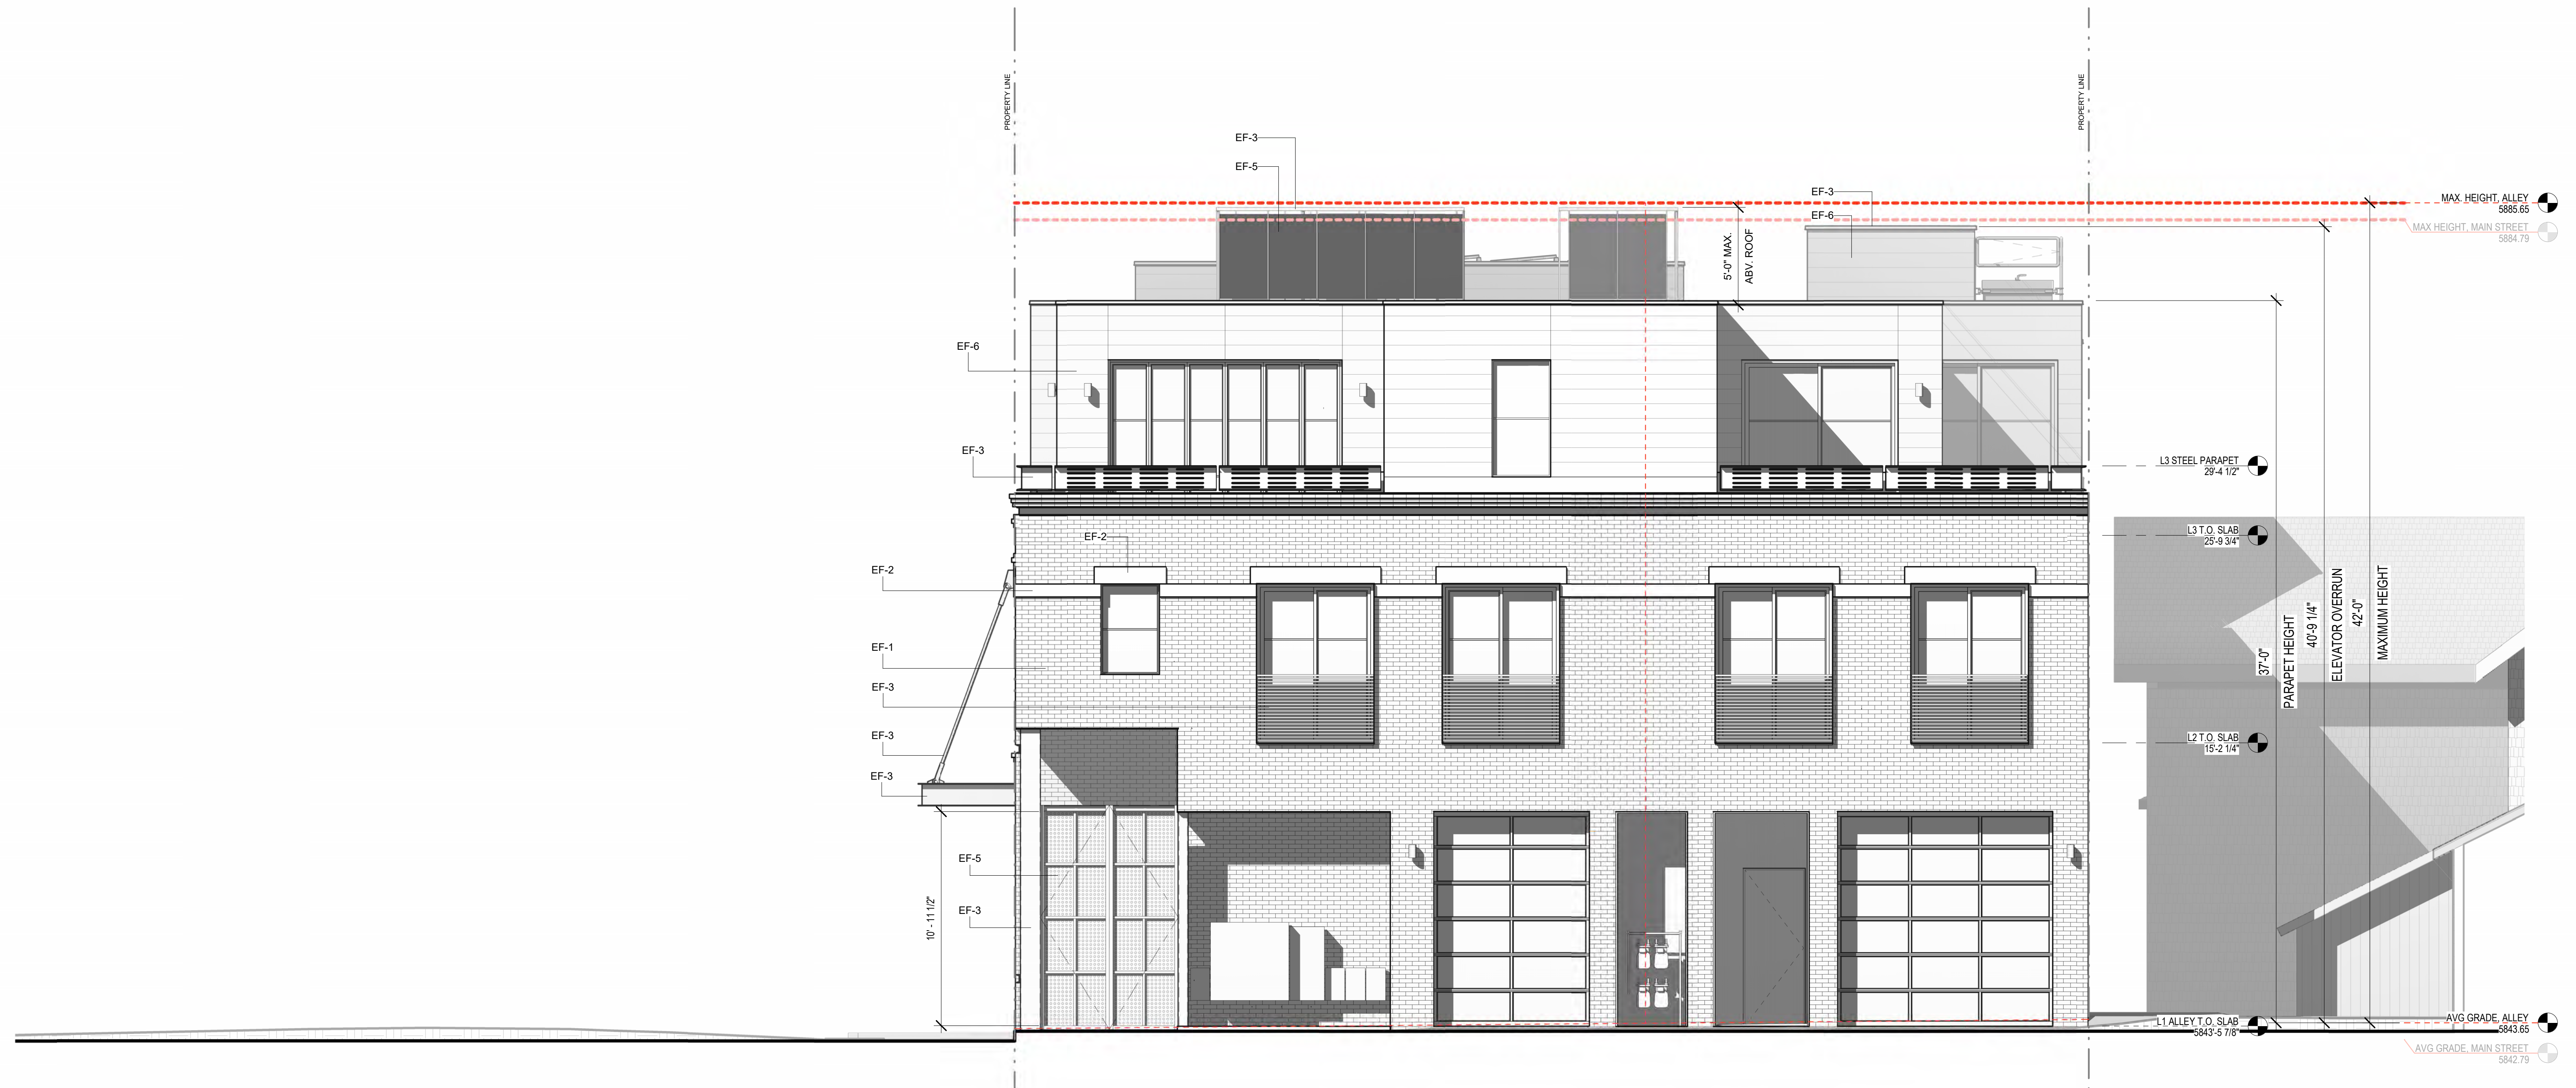 PROPERTY LINE
PROPERTY LINE
EF-3
EF-5
EF-3
EF-6
MAX. HEIGHT, ALLEY
5885.65
MAX HEIGHT, MAIN STREET
5884.79
5'-0" MAX.
ABV. ROOF
EF-6
EF-3
L3 STEEL PARAPET
29'-4 1/2"
L3 T.O. SLAB
25'-9 3/4"
EF-2
EF-2
EF-1
EF-3
EF-3
EF-3
37'-0"
PARAPET HEIGHT
40'-9 1/4"
ELEVATOR OVERRUN
42'-0"
MAXIMUM HEIGHT
L2 T.O. SLAB
15'-2 1/4"
EF-5
EF-3
10' - 11 1/2"
L1 ALLEY T.O. SLAB
5843'-5 7/8"
AVG GRADE, ALLEY
5843.65
AVG GRADE, MAIN STREET
5842.79